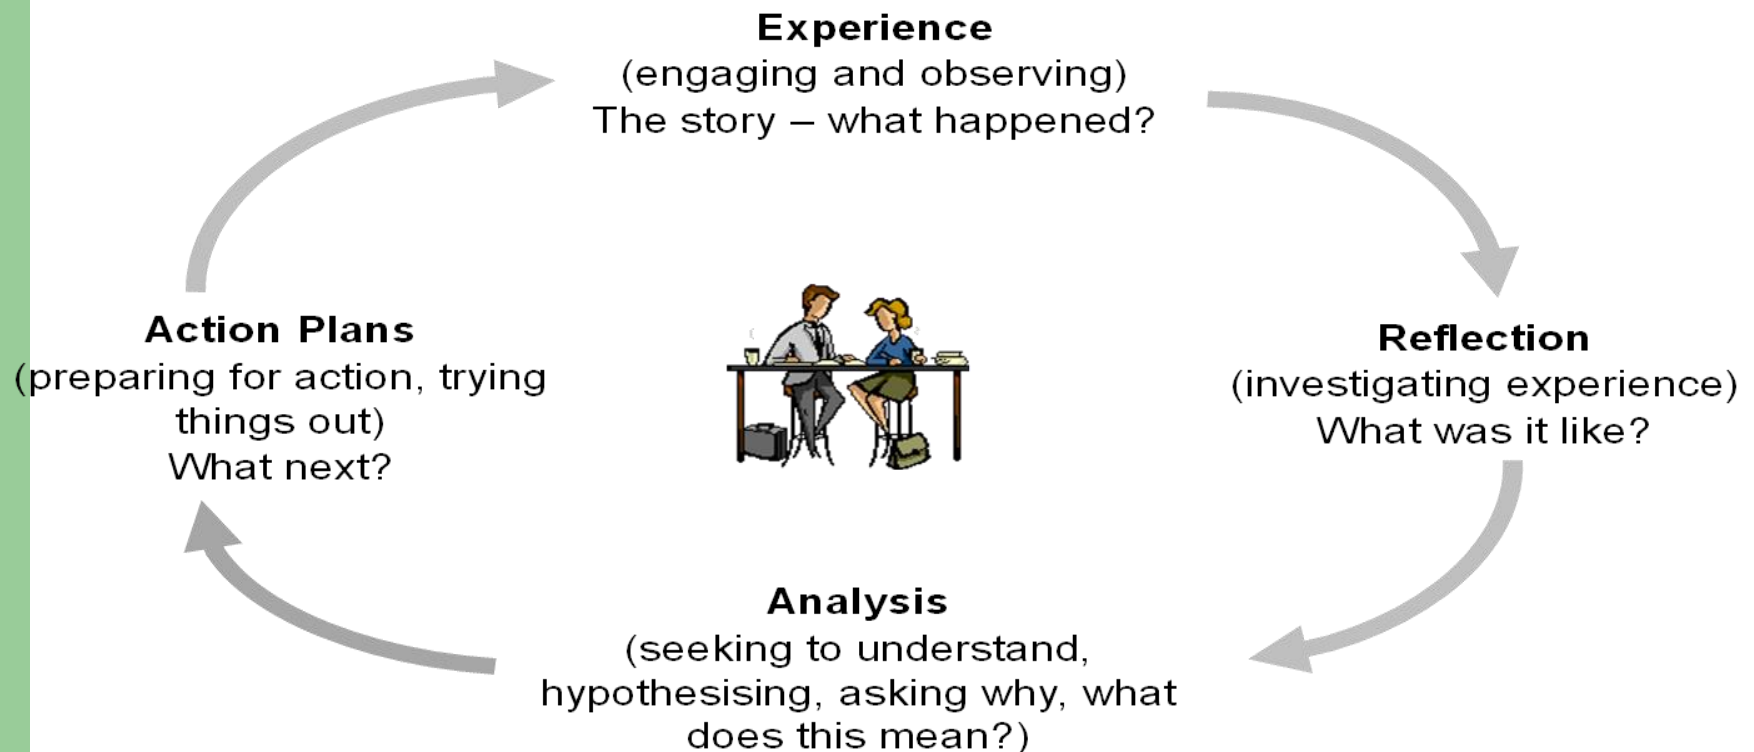 Experience
(engaging and observing)
The story – what happened?
Reflection
(investigating experience)
What was it like?
Analysis
(seeking to understand,
hypothesising, asking why, what
does this mean?)
Action Plans
(preparing for action, trying
things out)
What next?